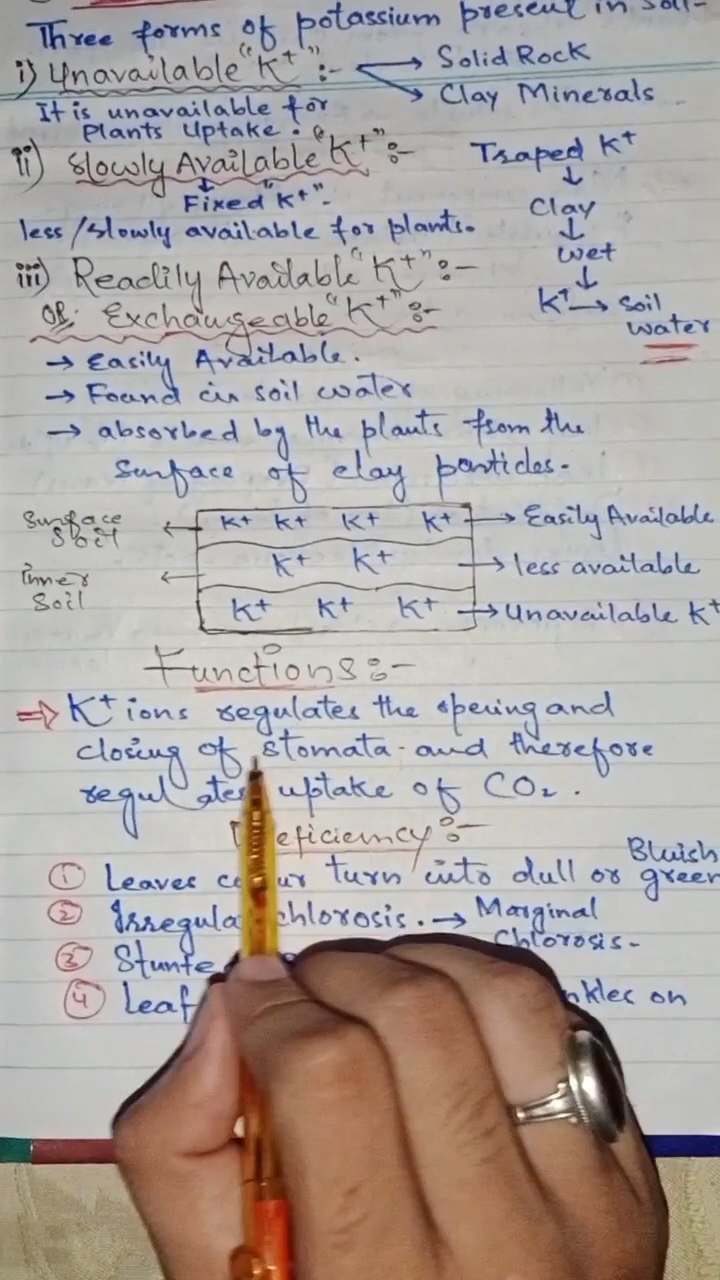 Three forms of potassium present in soil-
i) Unavailable "K+" :- → Solid Rock
→ Clay Minerals
It is unavailable for
Plants Uptake.
ii) Slowly Available "K+" :-
↓
Fixed "K+".
less/slowly available for plants.
Traped K+
↓
Clay
↓
Wet
↓
K+ → Soil
water
iii) Readily Available "K+" :-
OR. Exchangeable "K+" :-
→ Easily Available.
→ Found in soil water
→ absorbed by the plants from the
Surface of clay particles.
Surface
Soil
← K+ K+ K+ K+ → Easily Available
K+ K+ → less available
inner
Soil
←
K+ K+ K+ → Unavailable K+
Functions:-
⇒ K+ ions regulates the opening and
closing of stomata and therefore
regulates uptake of CO₂.
Deficiency:-
① Leaves colour turn into dull or Bluish
green
② Irregular chlorosis. → Marginal
Chlorosis-
③ Stunte
④ Leaf on